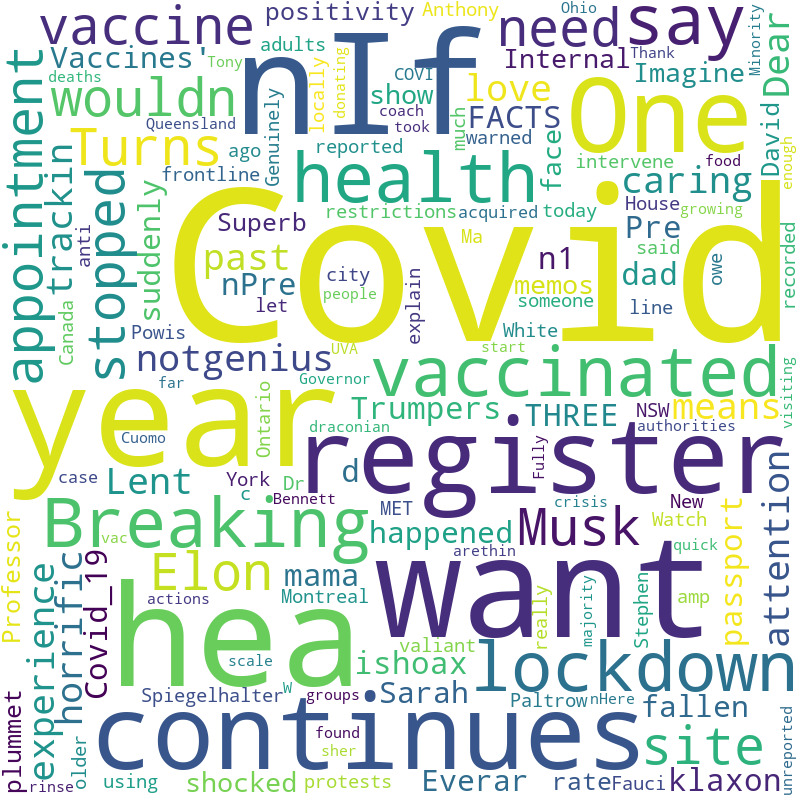 positivity Anthony Ohio
vaccine nIf need say Minority Dear
Vaccines' adults Tony donating locally COVI Internal Thank
deaths show love Imagine
appointment wouldn One
Queensland coach took much FACTS David
Turns ago Genuinely reported warned face intervene food enough
trackin stopped frontline health caring
anti suddenly Superb restrictions acquired today House growing
past Covid Ma n1 Pre said recorded
nPre city memos dad owe
Canada let people explain someone line
Powis White
notgenius UVA start visiting
far Governor vaccinated
year Ontario Trumpers THREE NSW means
Cuomo draconian register Fully authorities
case Lent York Dr d
c Bennett MET crisis New attention
Professor Breaking happened Musk Watch passport
vac arethin quick
experience horrific Covid_19 Elon mama want
actions Montreal really majority Stephen amp
hea valiant
scale ishoax lockdown
Spiegelhalter W groups Sarah Paltrow nHere fallen
plummet continues found site unreported
older sher
rinse using shocked protests Everar rate Fauci klaxon